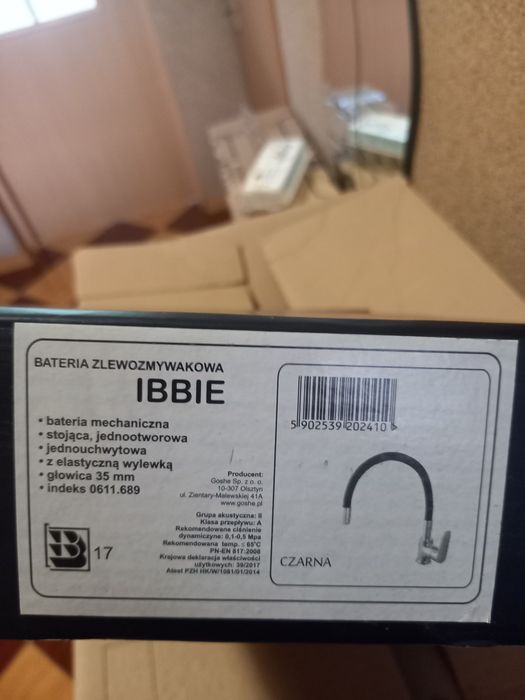 BATERIA ZLEWOZMYWAKOWA
IBBIE
• bateria mechaniczna
• stojąca, jednootworowa
• jednouchwytowa
• z elastyczną wylewką
• głowica 35 mm
• indeks 0611.689
Producent:
Goshe Sp. z o. o.
10-307 Olsztyn
ul. Zientary-Malewskiej 41A
www.goshe.pl
Grupa akustyczna: II
Klasa przepływu: A
Rekomendowane ciśnienie
dynamiczne: 0,1-0,5 Mpa
Rekomendowana temp.: ≤ 65°C
PN-EN 817:2008
Krajowa deklaracja właściwości
użytkowych: 39/2017
Atest PZH HK/W/1081/01/2014
B 17
5 902539 202410 >
CZARNA